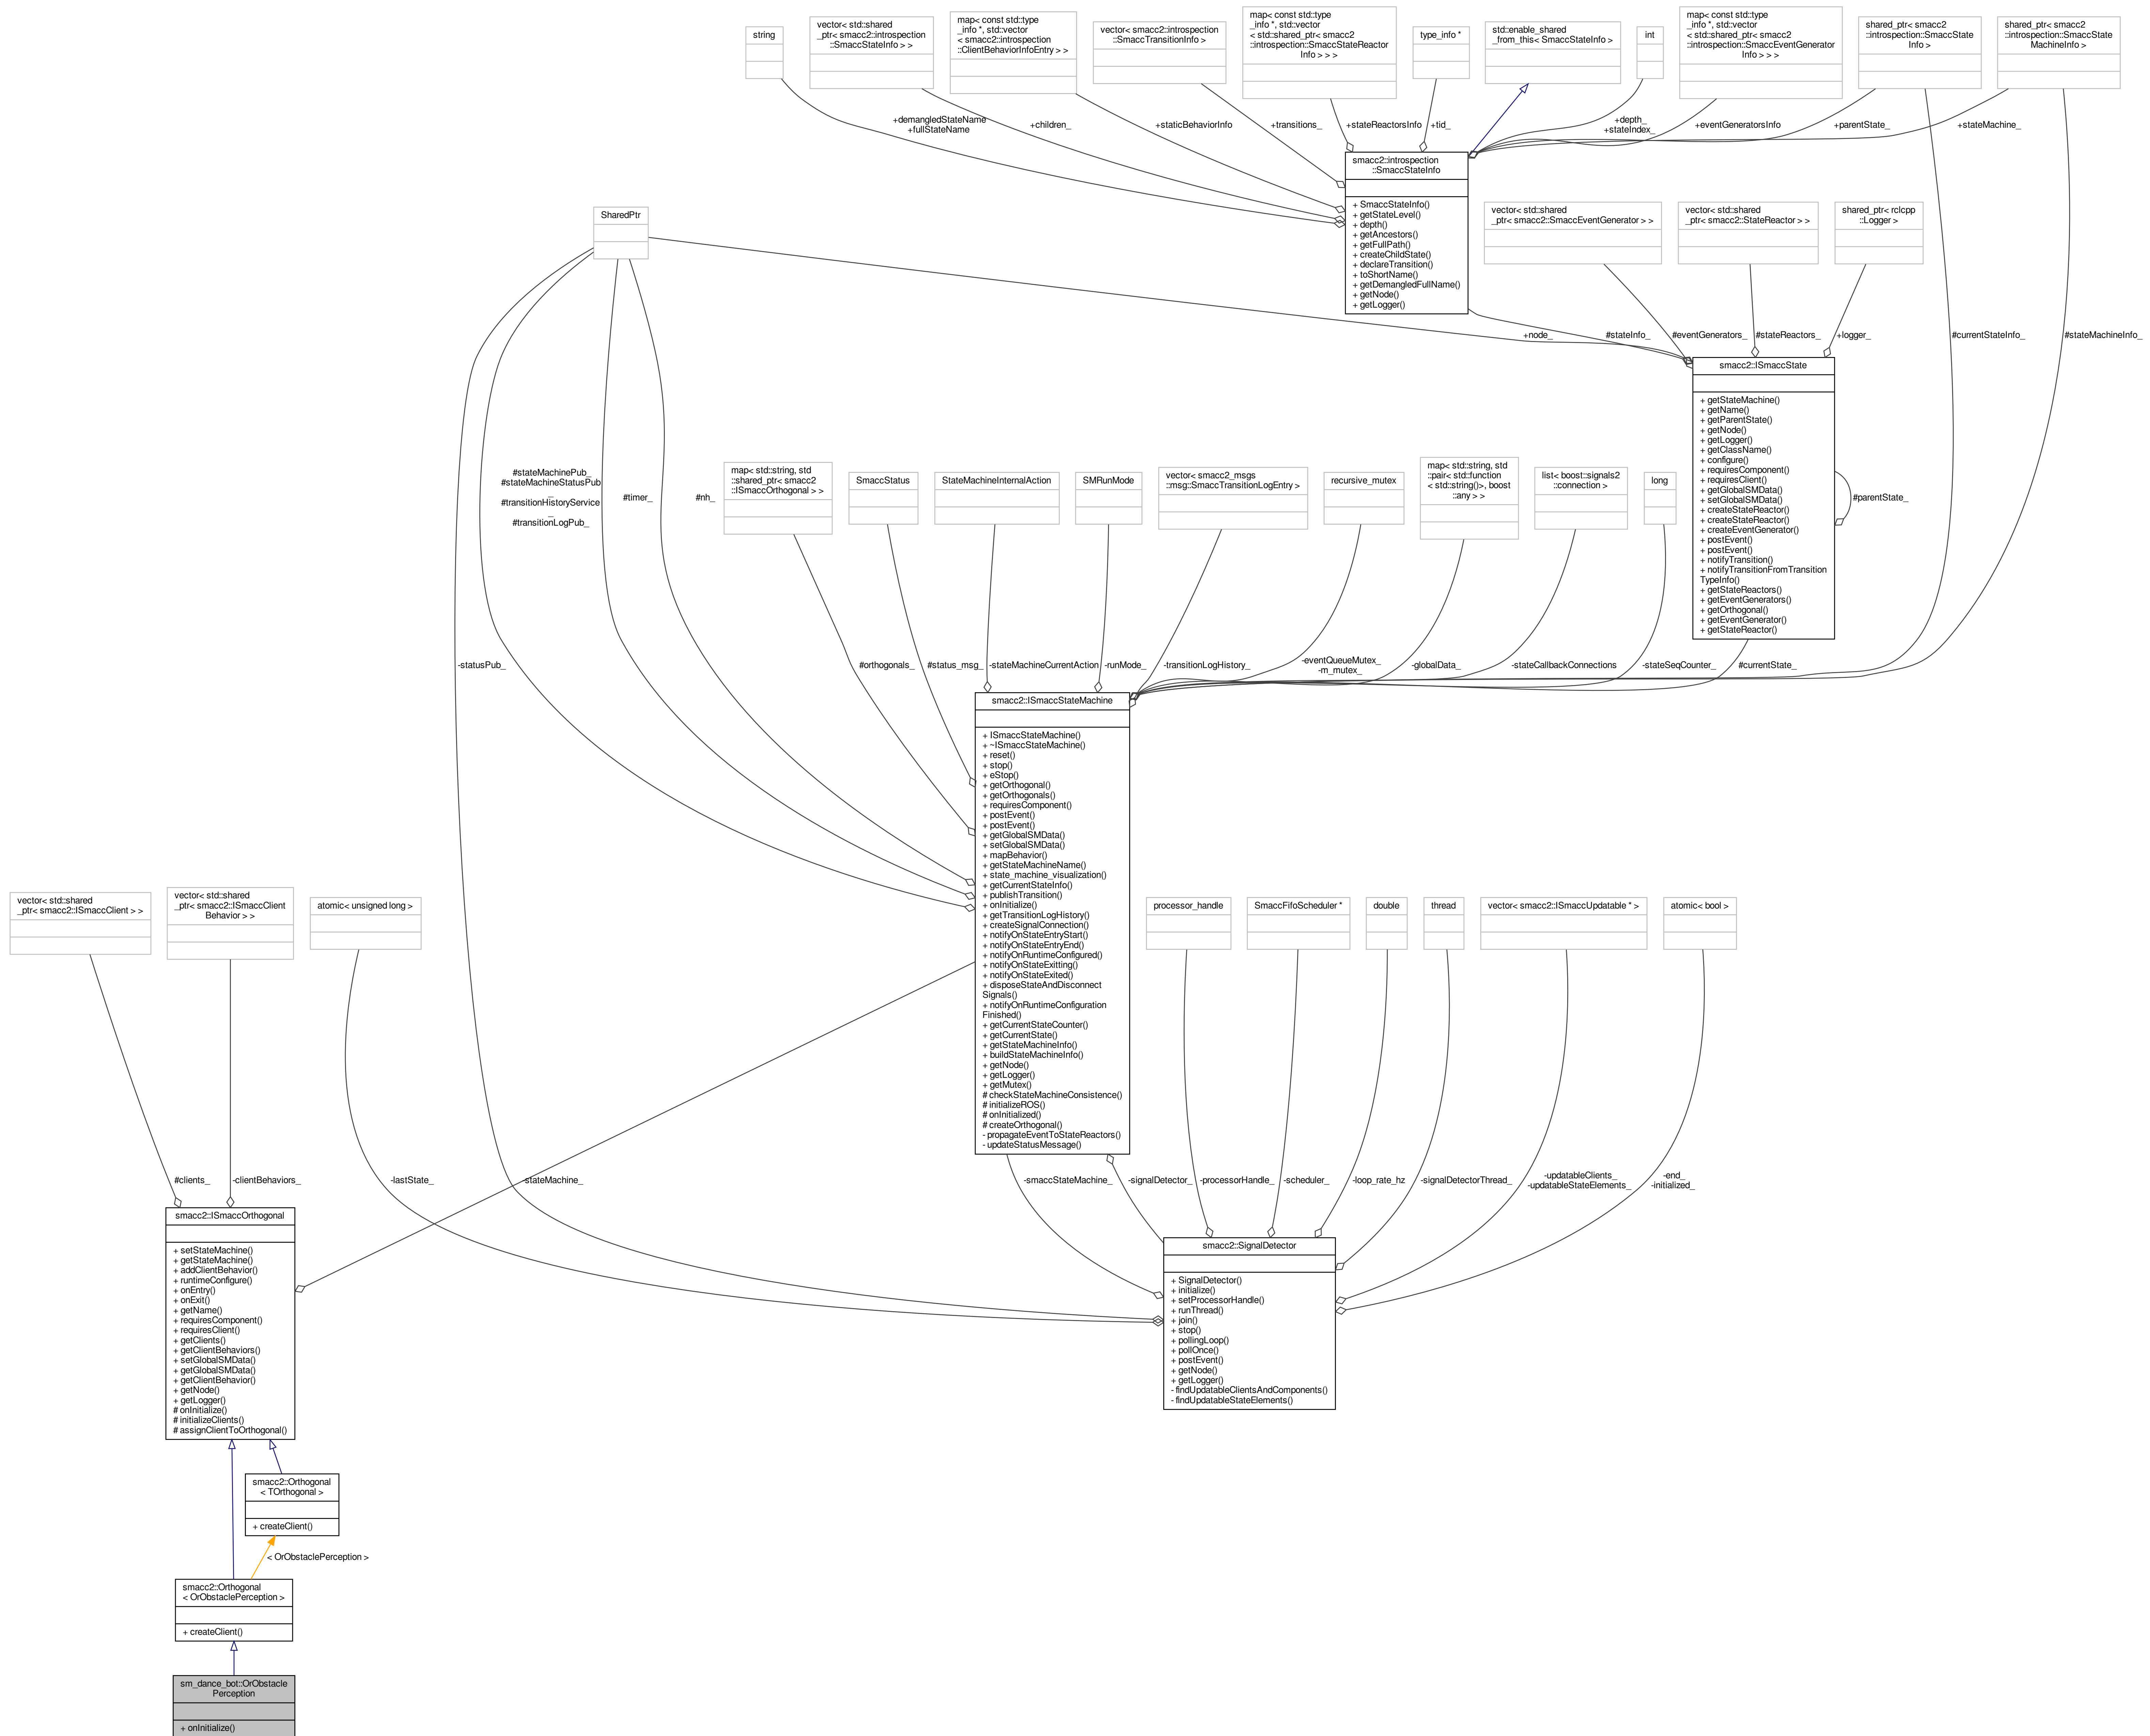 string
vector< std::shared
_ptr< smacc2::introspection
::SmaccStateInfo > >
map< const std::type
_info *, std::vector
< smacc2::introspection
::ClientBehaviorInfoEntry > >
vector< smacc2::introspection
::SmaccTransitionInfo >
map< const std::type
_info *, std::vector
< std::shared_ptr< smacc2
::introspection::SmaccStateReactor
Info > > >
type_info *
std::enable_shared
_from_this< SmaccStateInfo >
int
map< const std::type
_info *, std::vector
< std::shared_ptr< smacc2
::introspection::SmaccEventGenerator
Info > > >
shared_ptr< smacc2
::introspection::SmaccState
Info >
shared_ptr< smacc2
::introspection::SmaccState
MachineInfo >
+demangledStateName
+fullStateName
+children_
+staticBehaviorInfo
+transitions_
+stateReactorsInfo
+tid_
+depth_
+stateIndex_
+eventGeneratorsInfo
+parentState_
+stateMachine_
smacc2::introspection
::SmaccStateInfo
+ SmaccStateInfo()
+ getStateLevel()
+ depth()
+ getAncestors()
+ getFullPath()
+ createChildState()
+ declareTransition()
+ toShortName()
+ getDemangledFullName()
+ getNode()
+ getLogger()
SharedPtr
vector< std::shared
_ptr< smacc2::SmaccEventGenerator > >
vector< std::shared
_ptr< smacc2::StateReactor > >
shared_ptr< rclcpp
::Logger >
+node_
#stateInfo_
#eventGenerators_
#stateReactors_
+logger_
#currentStateInfo_
#stateMachineInfo_
smacc2::ISmaccState
+ getStateMachine()
+ getName()
+ getParentState()
+ getNode()
+ getLogger()
+ getClassName()
+ configure()
+ requiresComponent()
+ requiresClient()
+ getGlobalSMData()
+ setGlobalSMData()
+ createStateReactor()
+ createStateReactor()
+ createEventGenerator()
+ postEvent()
+ postEvent()
+ notifyTransition()
+ notifyTransitionFromTransition
TypeInfo()
+ getStateReactors()
+ getEventGenerators()
+ getOrthogonal()
+ getEventGenerator()
+ getStateReactor()
#parentState_
#stateMachinePub_
#stateMachineStatusPub
_
#transitionHistoryService
_
#transitionLogPub_
#timer_
#nh_
map< std::string, std
::shared_ptr< smacc2
::ISmaccOrthogonal > >
SmaccStatus
StateMachineInternalAction
SMRunMode
vector< smacc2_msgs
::msg::SmaccTransitionLogEntry >
recursive_mutex
map< std::string, std
::pair< std::function
< std::string()>, boost
::any > >
list< boost::signals2
::connection >
long
-statusPub_
#orthogonals_
#status_msg_
-stateMachineCurrentAction
-runMode_
-transitionLogHistory_
-eventQueueMutex_
-m_mutex_
-globalData_
-stateCallbackConnections
-stateSeqCounter_
#currentState_
smacc2::ISmaccStateMachine
+ ISmaccStateMachine()
+ ~ISmaccStateMachine()
+ reset()
+ stop()
+ eStop()
+ getOrthogonal()
+ getOrthogonals()
+ requiresComponent()
+ postEvent()
+ postEvent()
+ getGlobalSMData()
+ setGlobalSMData()
+ mapBehavior()
+ getStateMachineName()
+ state_machine_visualization()
+ getCurrentStateInfo()
+ publishTransition()
+ onInitialize()
+ getTransitionLogHistory()
+ createSignalConnection()
+ notifyOnStateEntryStart()
+ notifyOnStateEntryEnd()
+ notifyOnRuntimeConfigured()
+ notifyOnStateExitting()
+ notifyOnStateExited()
+ disposeStateAndDisconnect
Signals()
+ notifyOnRuntimeConfiguration
Finished()
+ getCurrentStateCounter()
+ getCurrentState()
+ getStateMachineInfo()
+ buildStateMachineInfo()
+ getNode()
+ getLogger()
+ getMutex()
# checkStateMachineConsistence()
# initializeROS()
# onInitialized()
# createOrthogonal()
- propagateEventToStateReactors()
- updateStatusMessage()
vector< std::shared
_ptr< smacc2::ISmaccClient > >
vector< std::shared
_ptr< smacc2::ISmaccClient
Behavior > >
atomic< unsigned long >
processor_handle
SmaccFifoScheduler *
double
thread
vector< smacc2::ISmaccUpdatable * >
atomic< bool >
#clients_
-clientBehaviors_
-lastState_
-stateMachine_
-smaccStateMachine_
-signalDetector_
-processorHandle_
-scheduler_
-loop_rate_hz
-signalDetectorThread_
-updatableClients_
-updatableStateElements_
-end_
-initialized_
smacc2::ISmaccOrthogonal
+ setStateMachine()
+ getStateMachine()
+ addClientBehavior()
+ runtimeConfigure()
+ onEntry()
+ onExit()
+ getName()
+ requiresComponent()
+ requiresClient()
+ getClients()
+ getClientBehaviors()
+ setGlobalSMData()
+ getGlobalSMData()
+ getClientBehavior()
+ getNode()
+ getLogger()
# onInitialize()
# initializeClients()
# assignClientToOrthogonal()
smacc2::SignalDetector
+ SignalDetector()
+ initialize()
+ setProcessorHandle()
+ runThread()
+ join()
+ stop()
+ pollingLoop()
+ pollOnce()
+ postEvent()
+ getNode()
+ getLogger()
- findUpdatableClientsAndComponents()
- findUpdatableStateElements()
smacc2::Orthogonal
< TOrthogonal >
+ createClient()
< OrObstaclePerception >
smacc2::Orthogonal
< OrObstaclePerception >
+ createClient()
sm_dance_bot::OrObstacle
Perception
+ onInitialize()